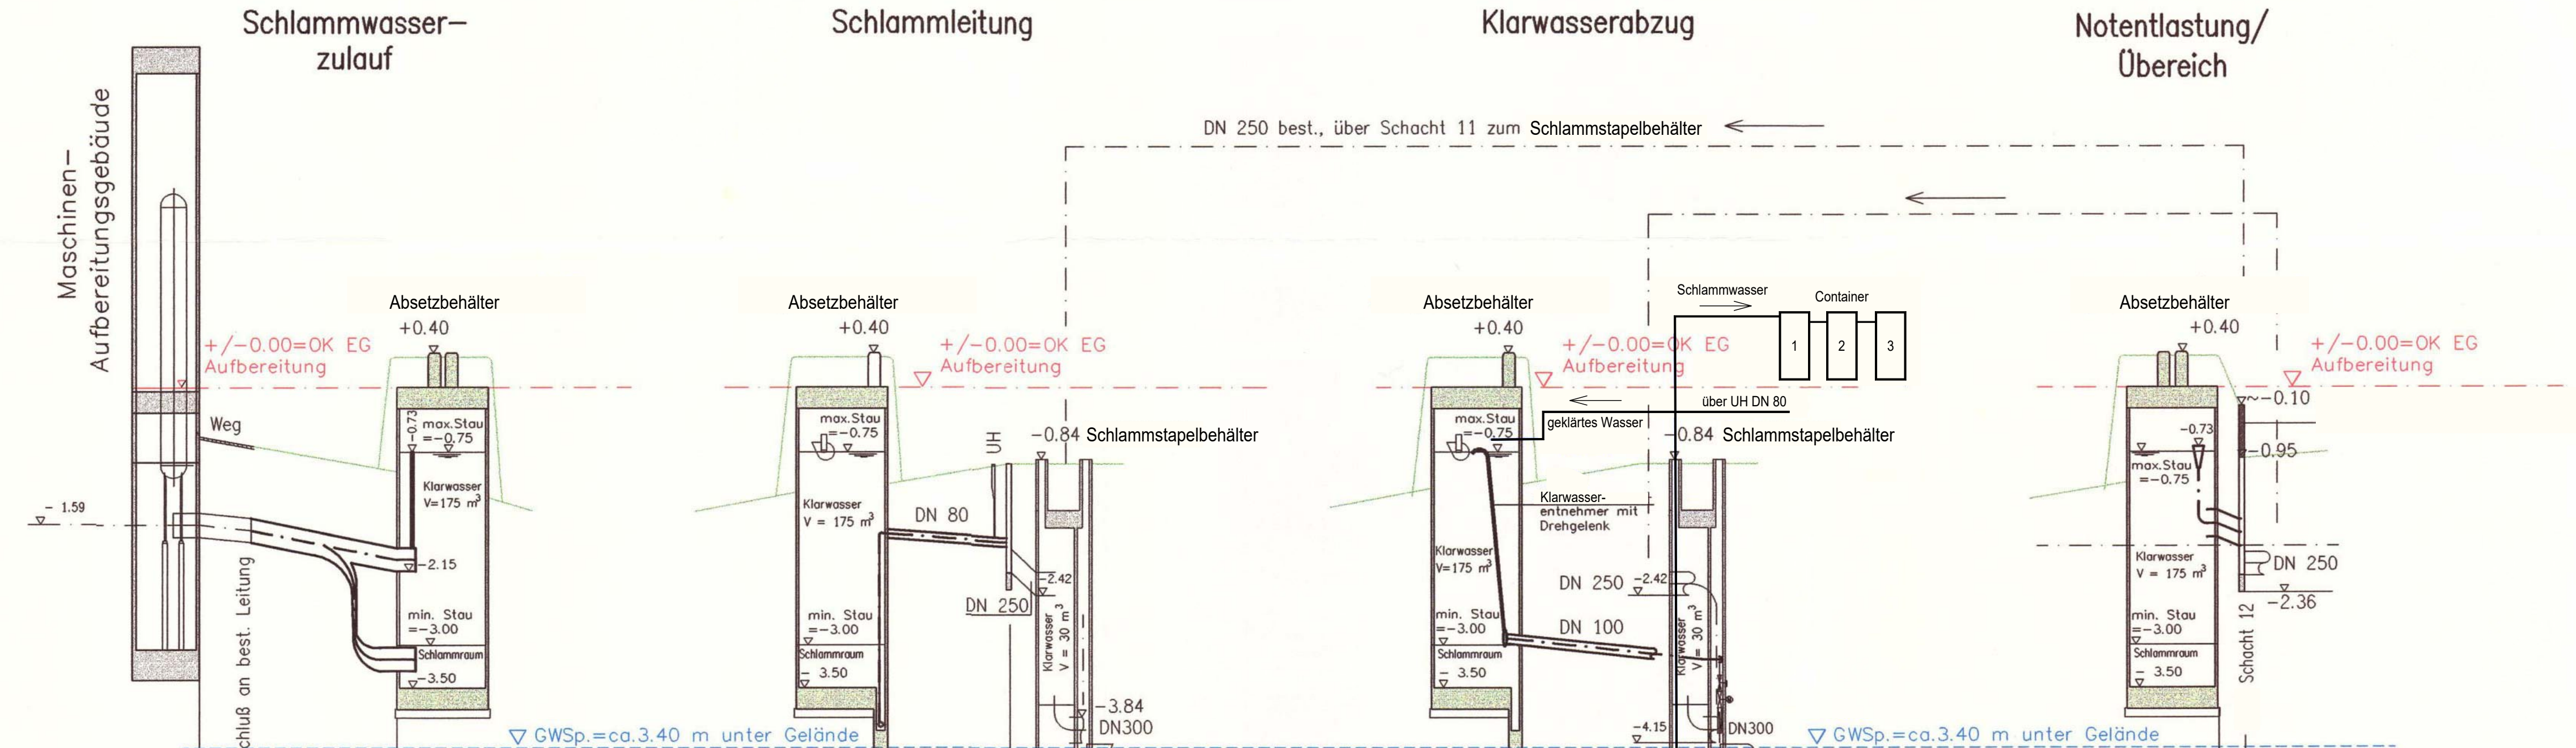 Schlammwasser-
zulauf
Schlammleitung
Klarwasserabzug
Notentlastung/
Übereich
Maschinen-
Aufbereitungsgebäude
DN 250 best., über Schacht 11 zum Schlammstapelbehälter
Absetzbehälter
+0.40
+/-0.00=OK EG
Aufbereitung
Weg
-0.73
max.Stau
=-0.75
Klarwasser
V=175 m³
- 1.59
-2.15
min. Stau
=-3.00
Schlammraum
-3.50
chluß an best. Leitung
GWSp.=ca.3.40 m unter Gelände
Absetzbehälter
+0.40
+/-0.00=OK EG
Aufbereitung
max.Stau
=-0.75
UH
-0.84 Schlammstapelbehälter
Klarwasser
V = 175 m³
DN 80
-2.42
DN 250
min. Stau
=-3.00
Schlammraum
- 3.50
Klarwasser
V = 30 m³
-3.84
DN300
Absetzbehälter
+0.40
+/-0.00=OK EG
Aufbereitung
Schlammwasser
Container
1
2
3
über UH DN 80
geklärtes Wasser
max.Stau
=-0.75
-0.84 Schlammstapelbehälter
Klarwasser-
entnehmer mit
Drehgelenk
Klarwasser
V=175 m³
DN 250
-2.42
min. Stau
=-3.00
DN 100
Schlammraum
- 3.50
Klarwasser
V = 30 m³
-4.15
DN300
GWSp.=ca.3.40 m unter Gelände
Absetzbehälter
+0.40
+/-0.00=OK EG
Aufbereitung
~-0.10
-0.73
-0.95
max.Stau
=-0.75
Klarwasser
V = 175 m³
DN 250
-2.36
min. Stau
=-3.00
Schlammraum
- 3.50
Schacht 12